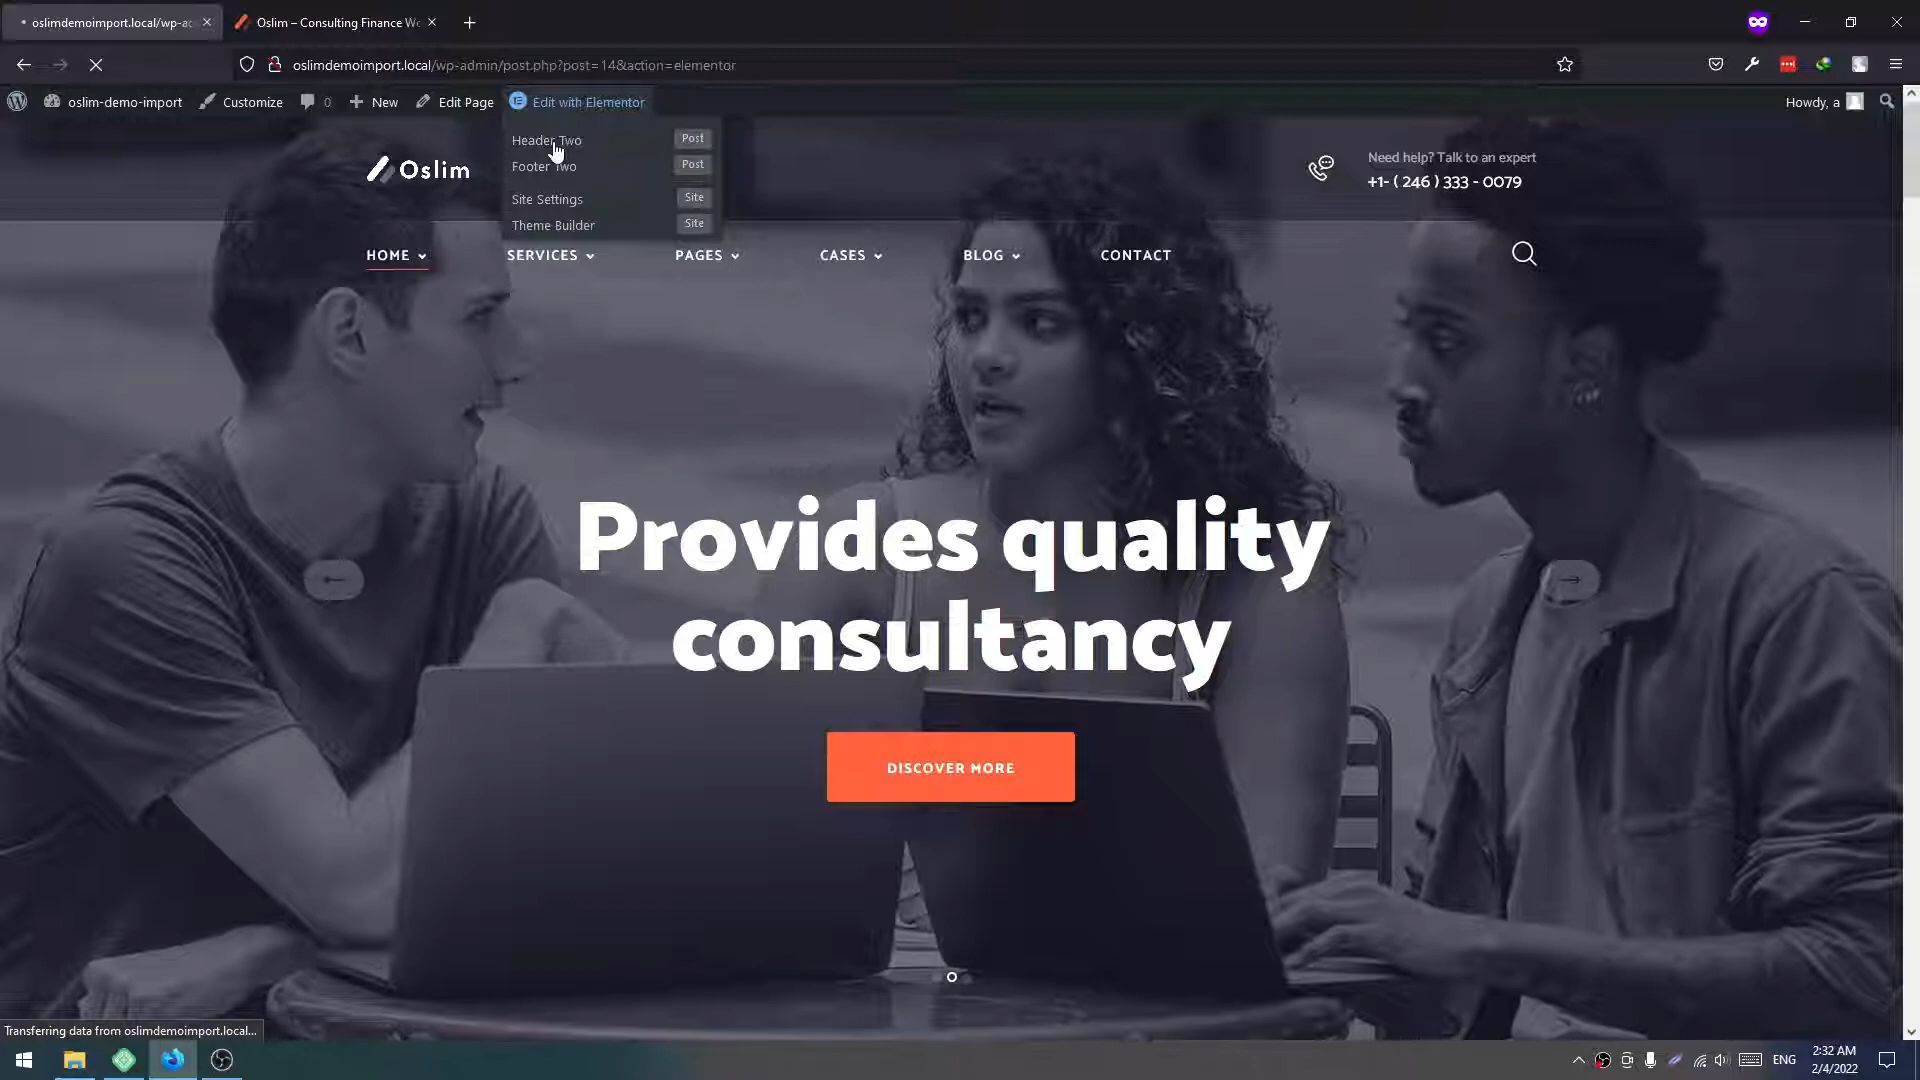 oslimdemoimport.local/wp-ad
Oslim – Consulting Finance Wo
oslimdemoimport.local/wp-admin/post.php?post=14&action=elementor
oslim-demo-import
Customize
0
New
Edit Page
Edit with Elementor
Howdy, a
Header Two
Post
Footer Two
Post
Site Settings
Site
Theme Builder
Site
Oslim
Need help? Talk to an expert
+1- ( 246 ) 333 - 0079
HOME
SERVICES
PAGES
CASES
BLOG
CONTACT
Provides quality
consultancy
DISCOVER MORE
Transferring data from oslimdemoimport.local...
ENG
2:32 AM
2/4/2022